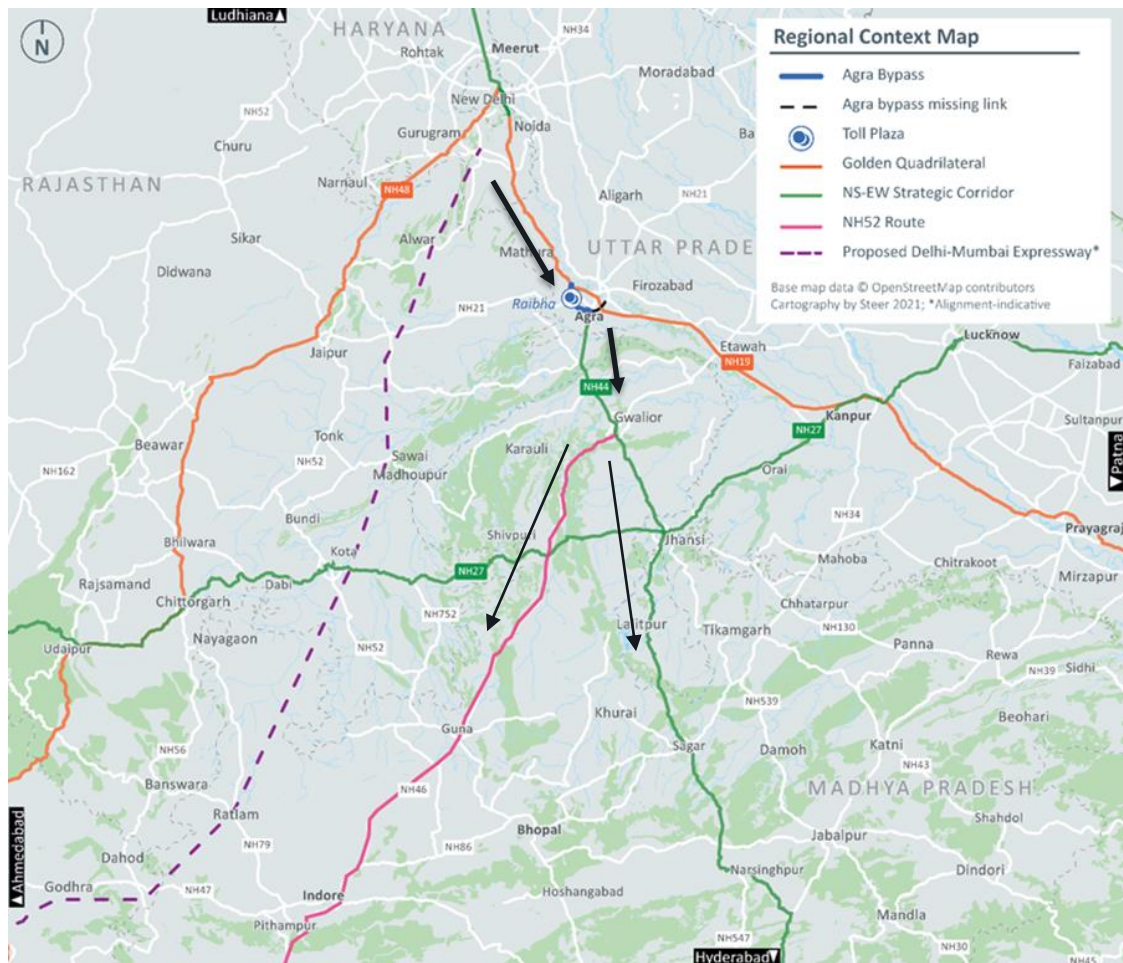 Ludhiana▲
HARYANA
NH34
Rohtak
Meerut
Moradabad
N
New Delhi
NH52
Gurugram
Noida
Ba
Churu
Narnaul
NH48
Aligarh
NH21
RAJASTHAN
Sikar
Alwar
Mathura
UTTAR PRADE
Didwana
Firozabad
NH21
Raibha
Agra
Jaipur
Etawah
NH19
Lucknow
Faizabad
NH44
Gwalior
Kanpur
Sultanpur
Beawar
Tonk
Karauli
NH27
NH162
NH52
Sawai
Madhoupur
Orai
▼Patna
Bundi
NH34
Bhilwara
Kota
Shivpuri
Jhansi
Prayagraj
Rajsamand
Dabi
NH27
Mahoba
Chitrakoot
Mirzapur
Chittorgarh
NH752
Chhatarpur
Nayagaon
Lalitpur
Tikamgarh
NH130
Udaipur
NH52
Panna
Rewa
NH39
Sidhi
Khurai
NH539
Beohari
NH56
Guna
Sagar
Damoh
Katni
Banswara
NH46
NH43
MADHYA PRADESH
Ratlam
Bhopal
Jabalpur
Shahdol
▲Ahmedabad
Dahod
NH79
NH86
Narsinghpur
Dindori
Godhra
NH47
Indore
Hoshangabad
Pithampur
Mandla
NH547
NH30
Hyderabad▼
NH45
Regional Context Map
Agra Bypass
Agra bypass missing link
Toll Plaza
Golden Quadrilateral
NS-EW Strategic Corridor
NH52 Route
Proposed Delhi-Mumbai Expressway*
Base map data © OpenStreetMap contributors
Cartography by Steer 2021; *Alignment-indicative